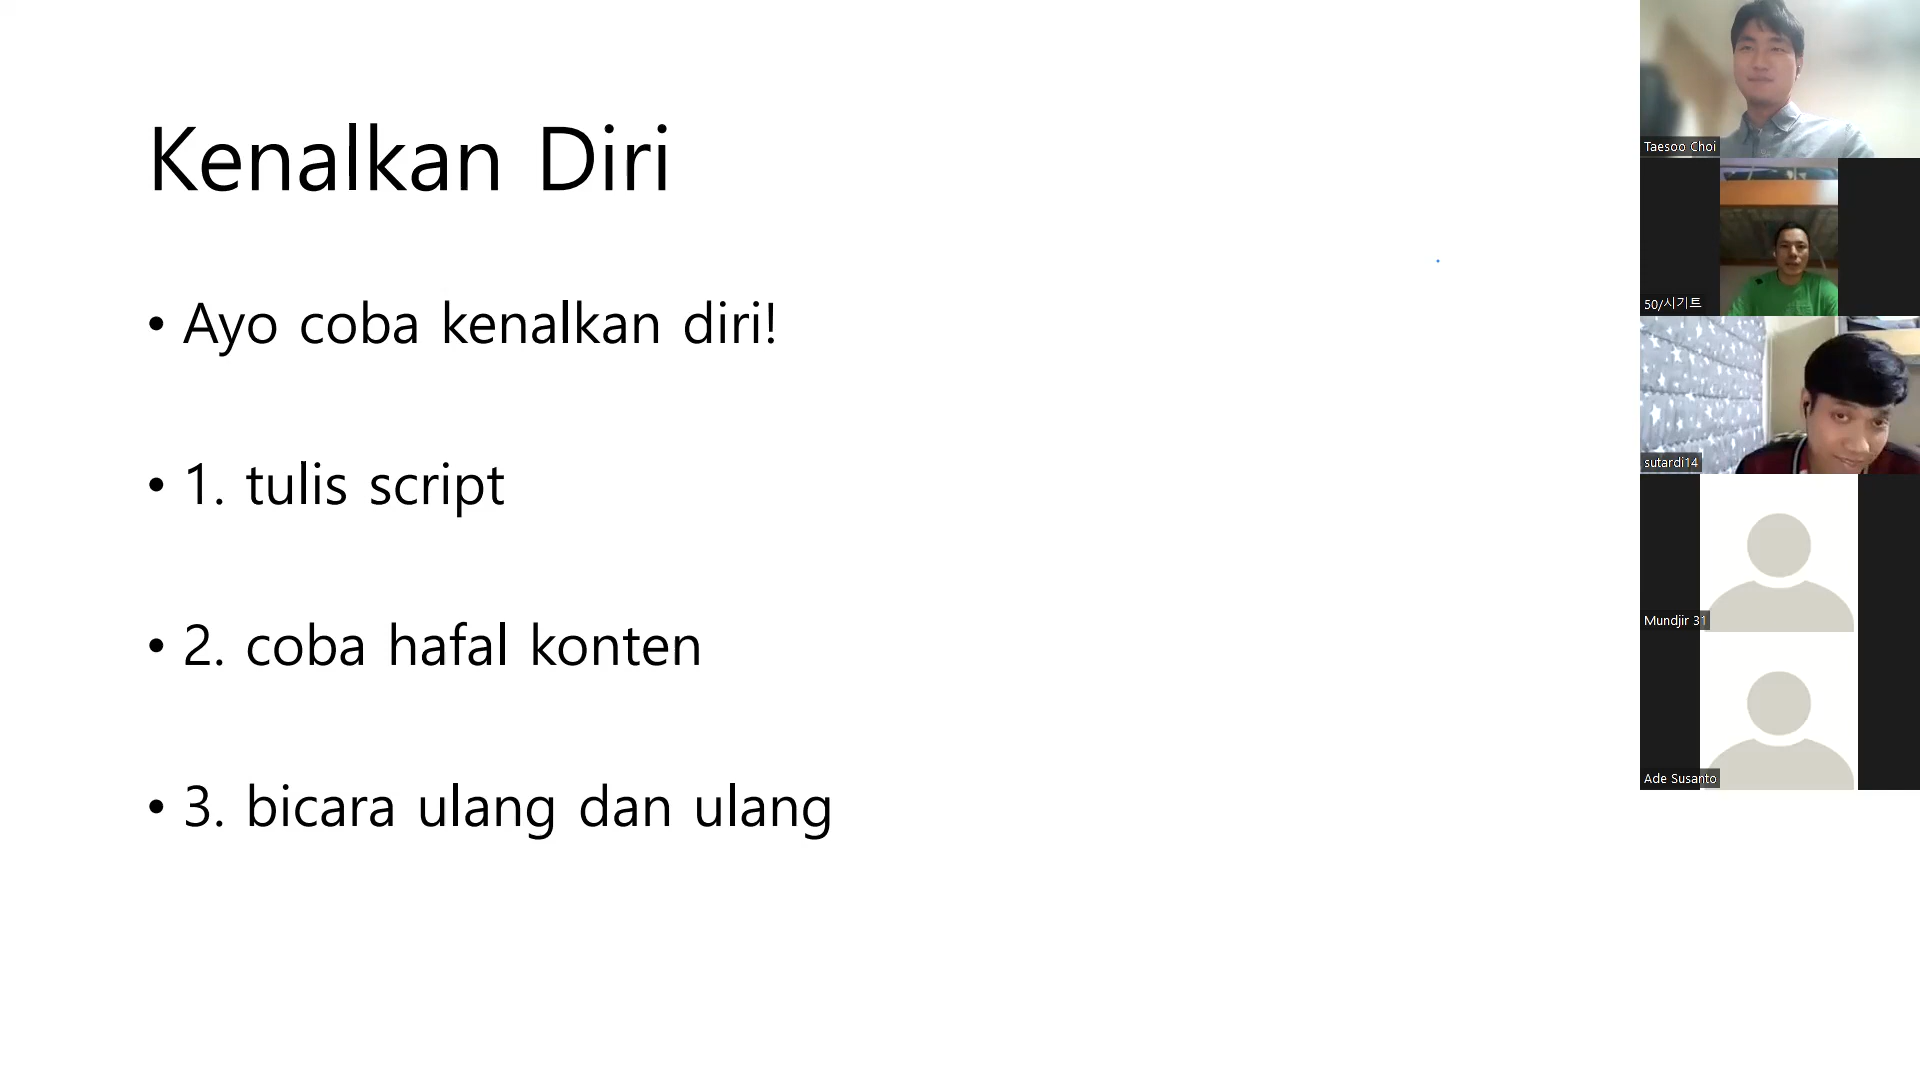 Kenalkan Diri
• Ayo coba kenalkan diri!
• 1. tulis script
• 2. coba hafal konten
• 3. bicara ulang dan ulang
Taesoo Choi
50/시기트
sutardi14
Mundjir 31
Ade Susanto